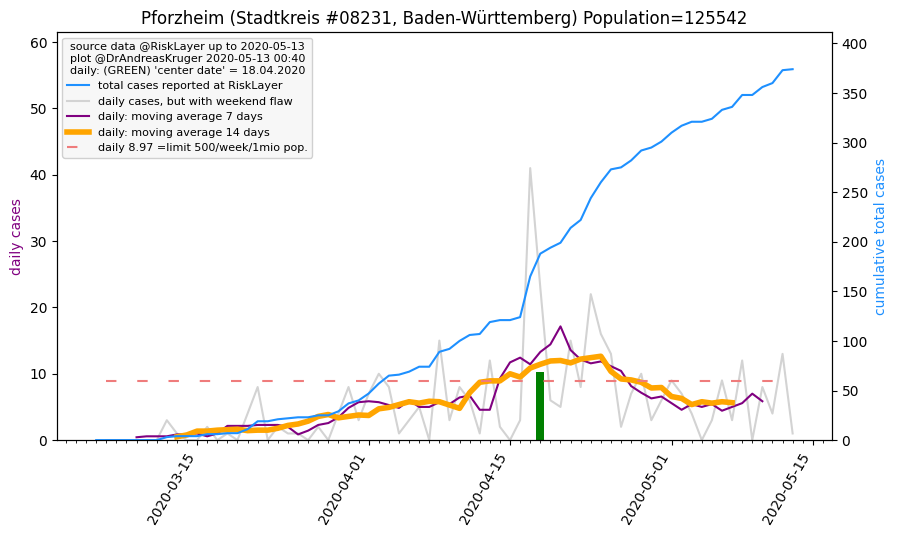 Pforzheim (Stadtkreis #08231, Baden-Württemberg) Population=125542
source data @RiskLayer up to 2020-05-13
plot @DrAndreasKruger 2020-05-13 00:40
daily: (GREEN) 'center date' = 18.04.2020
total cases reported at RiskLayer
daily cases, but with weekend flaw
daily: moving average 7 days
daily: moving average 14 days
daily 8.97 =limit 500/week/1mio pop.
daily cases
60
50
40
30
20
10
0
cumulative total cases
400
350
300
250
200
150
100
50
0
2020-03-15
2020-04-01
2020-04-15
2020-05-01
2020-05-15